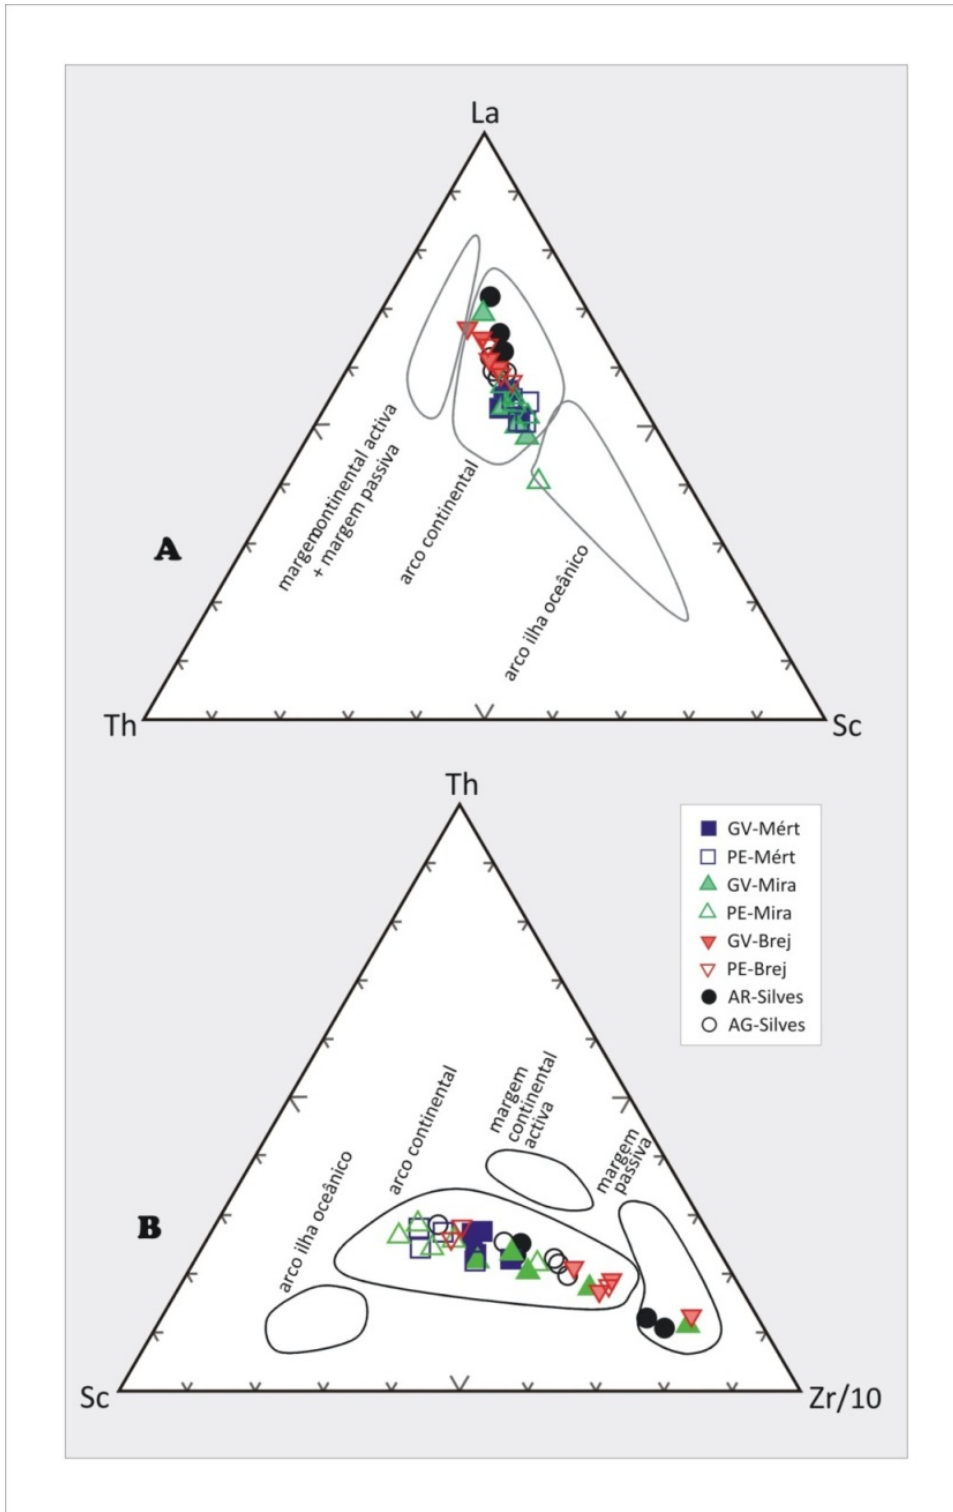 La
margem continental activa
+ margem passiva
arco continental
arco ilha oceânico
A
Th
Sc
Th
GV-Mért
PE-Mért
GV-Mira
PE-Mira
GV-Brej
PE-Brej
AR-Silves
AG-Silves
arco ilha oceânico
arco continental
margem
continental
activa
margem
passiva
B
Sc
Zr/10